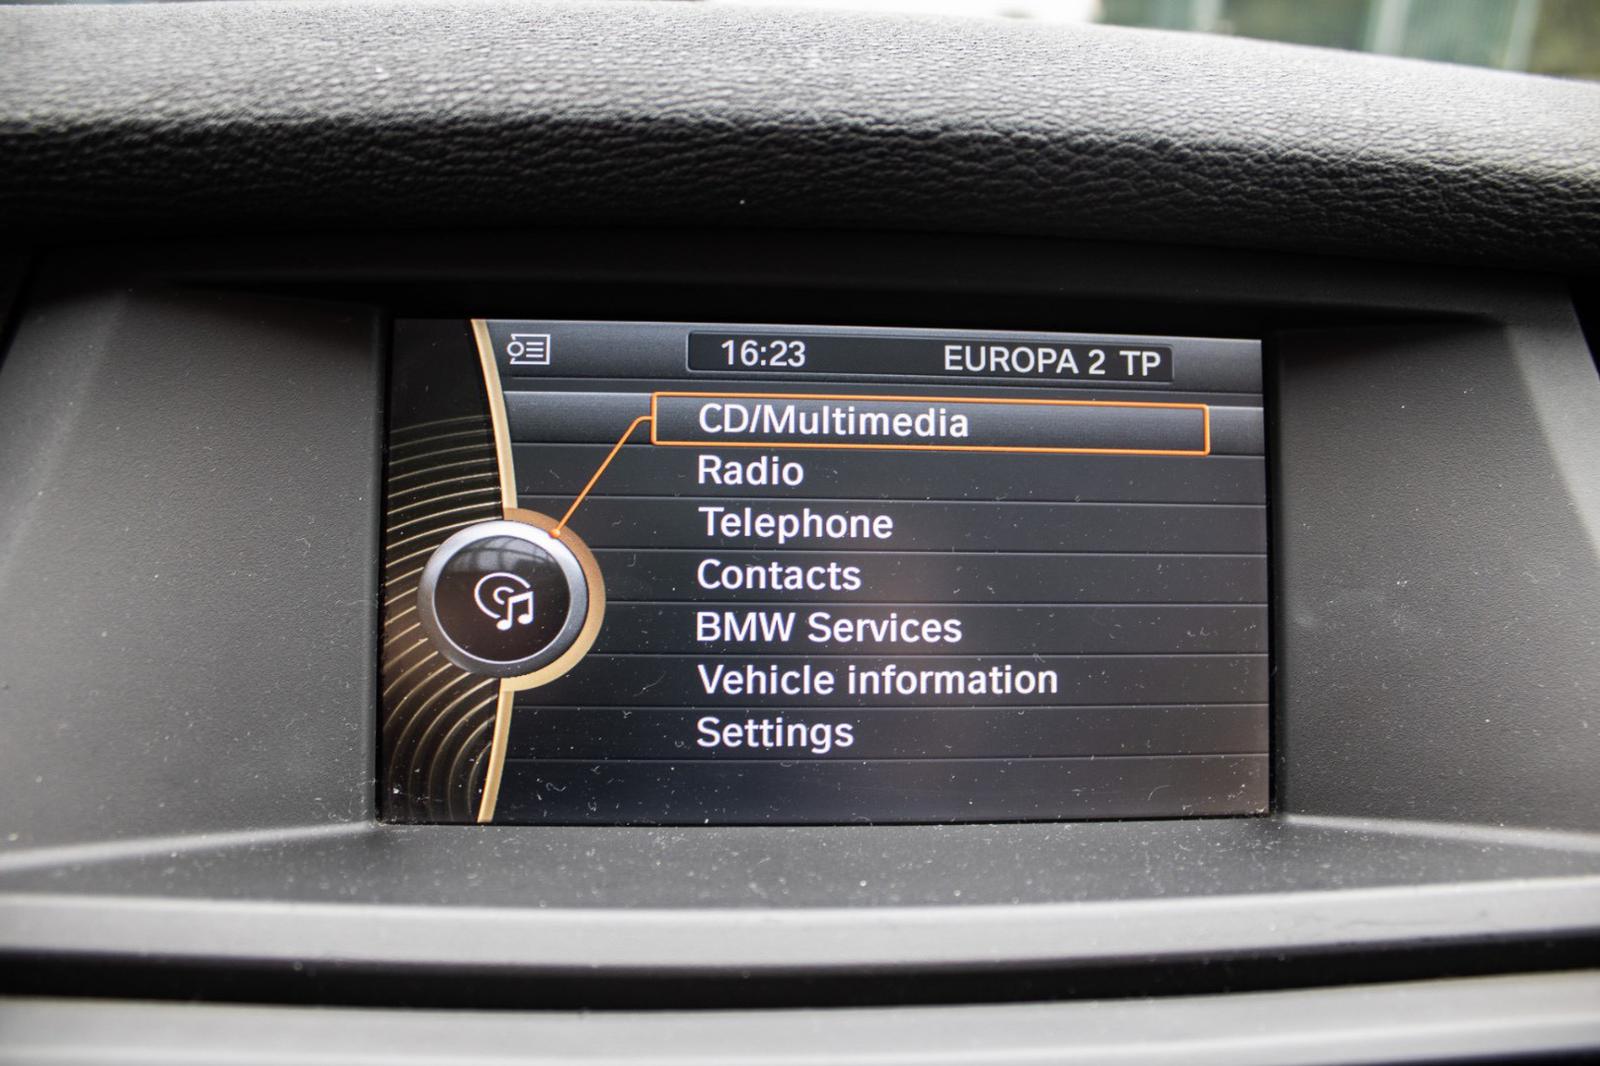 16:23 EUROPA 2 TP
CD/Multimedia
Radio
Telephone
Contacts
BMW Services
Vehicle information
Settings